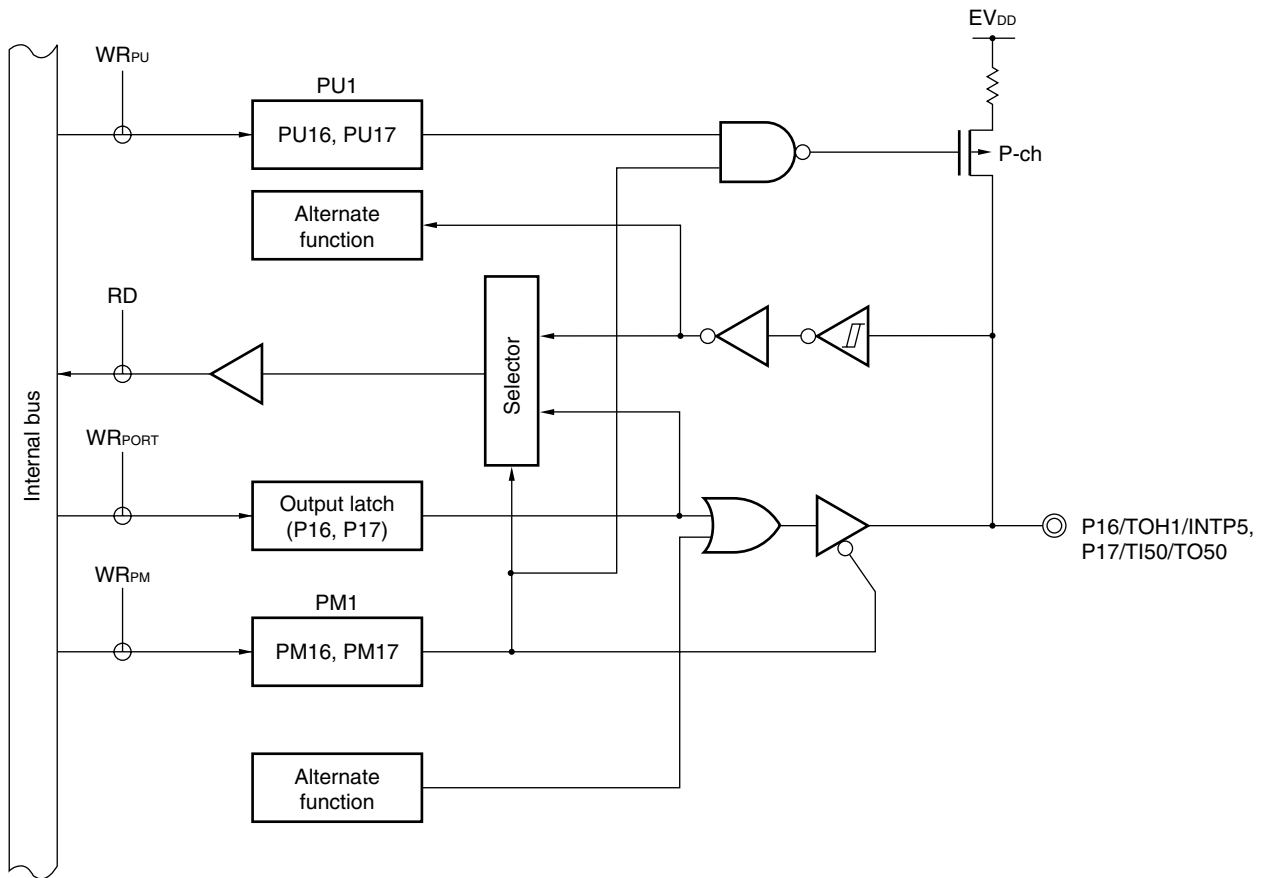 EVDD
WRPU
PU1
PU16, PU17
P-ch
Alternate
function
RD
Selector
Internal bus
WRPORT
Output latch
(P16, P17)
P16/TOH1/INTP5,
P17/TI50/TO50
WRPM
PM1
PM16, PM17
Alternate
function